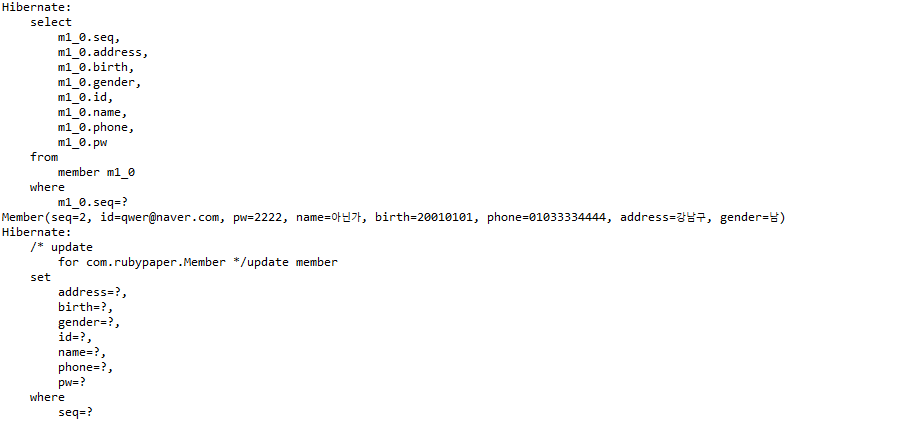 Hibernate:
    select
        m1_0.seq,
        m1_0.address,
        m1_0.birth,
        m1_0.gender,
        m1_0.id,
        m1_0.name,
        m1_0.phone,
        m1_0.pw
    from
        member m1_0
    where
        m1_0.seq=?
Member(seq=2, id=qwer@naver.com, pw=2222, name=아닌가, birth=20010101, phone=01033334444, address=강남구, gender=남)
Hibernate:
    /* update
        for com.rubypaper.Member */update member
    set
        address=?,
        birth=?,
        gender=?,
        id=?,
        name=?,
        phone=?,
        pw=?
    where
        seq=?